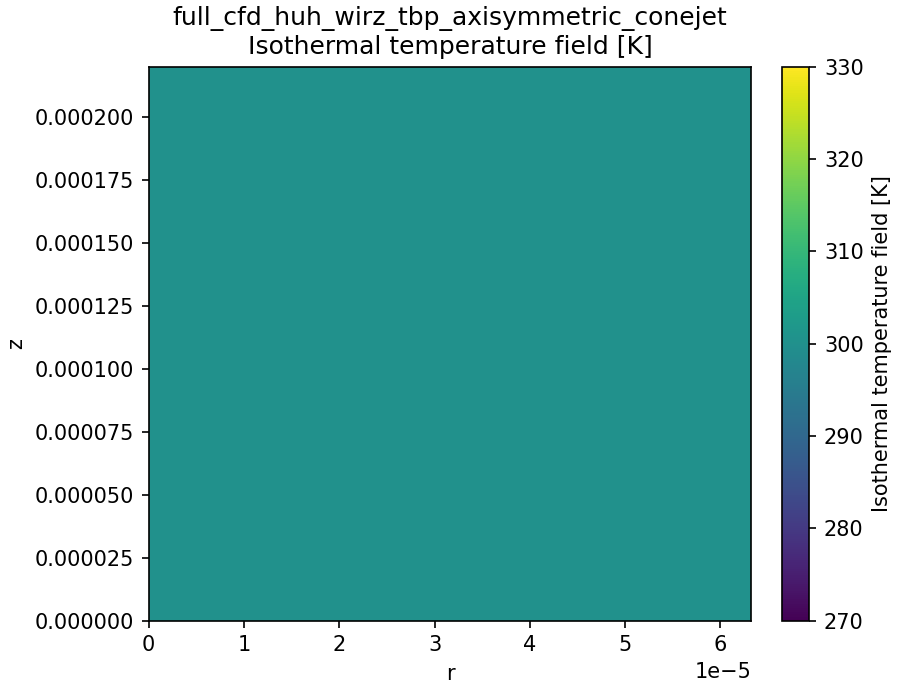 full_cfd_huh_wirz_tbp_axisymmetric_conejet
Isothermal temperature field [K]
0.000200
0.000175
0.000150
0.000125
0.000100
0.000075
0.000050
0.000025
0.000000
z
0 1 2 3 4 5 6
1e−5
r
330
320
310
300
290
280
270
Isothermal temperature field [K]